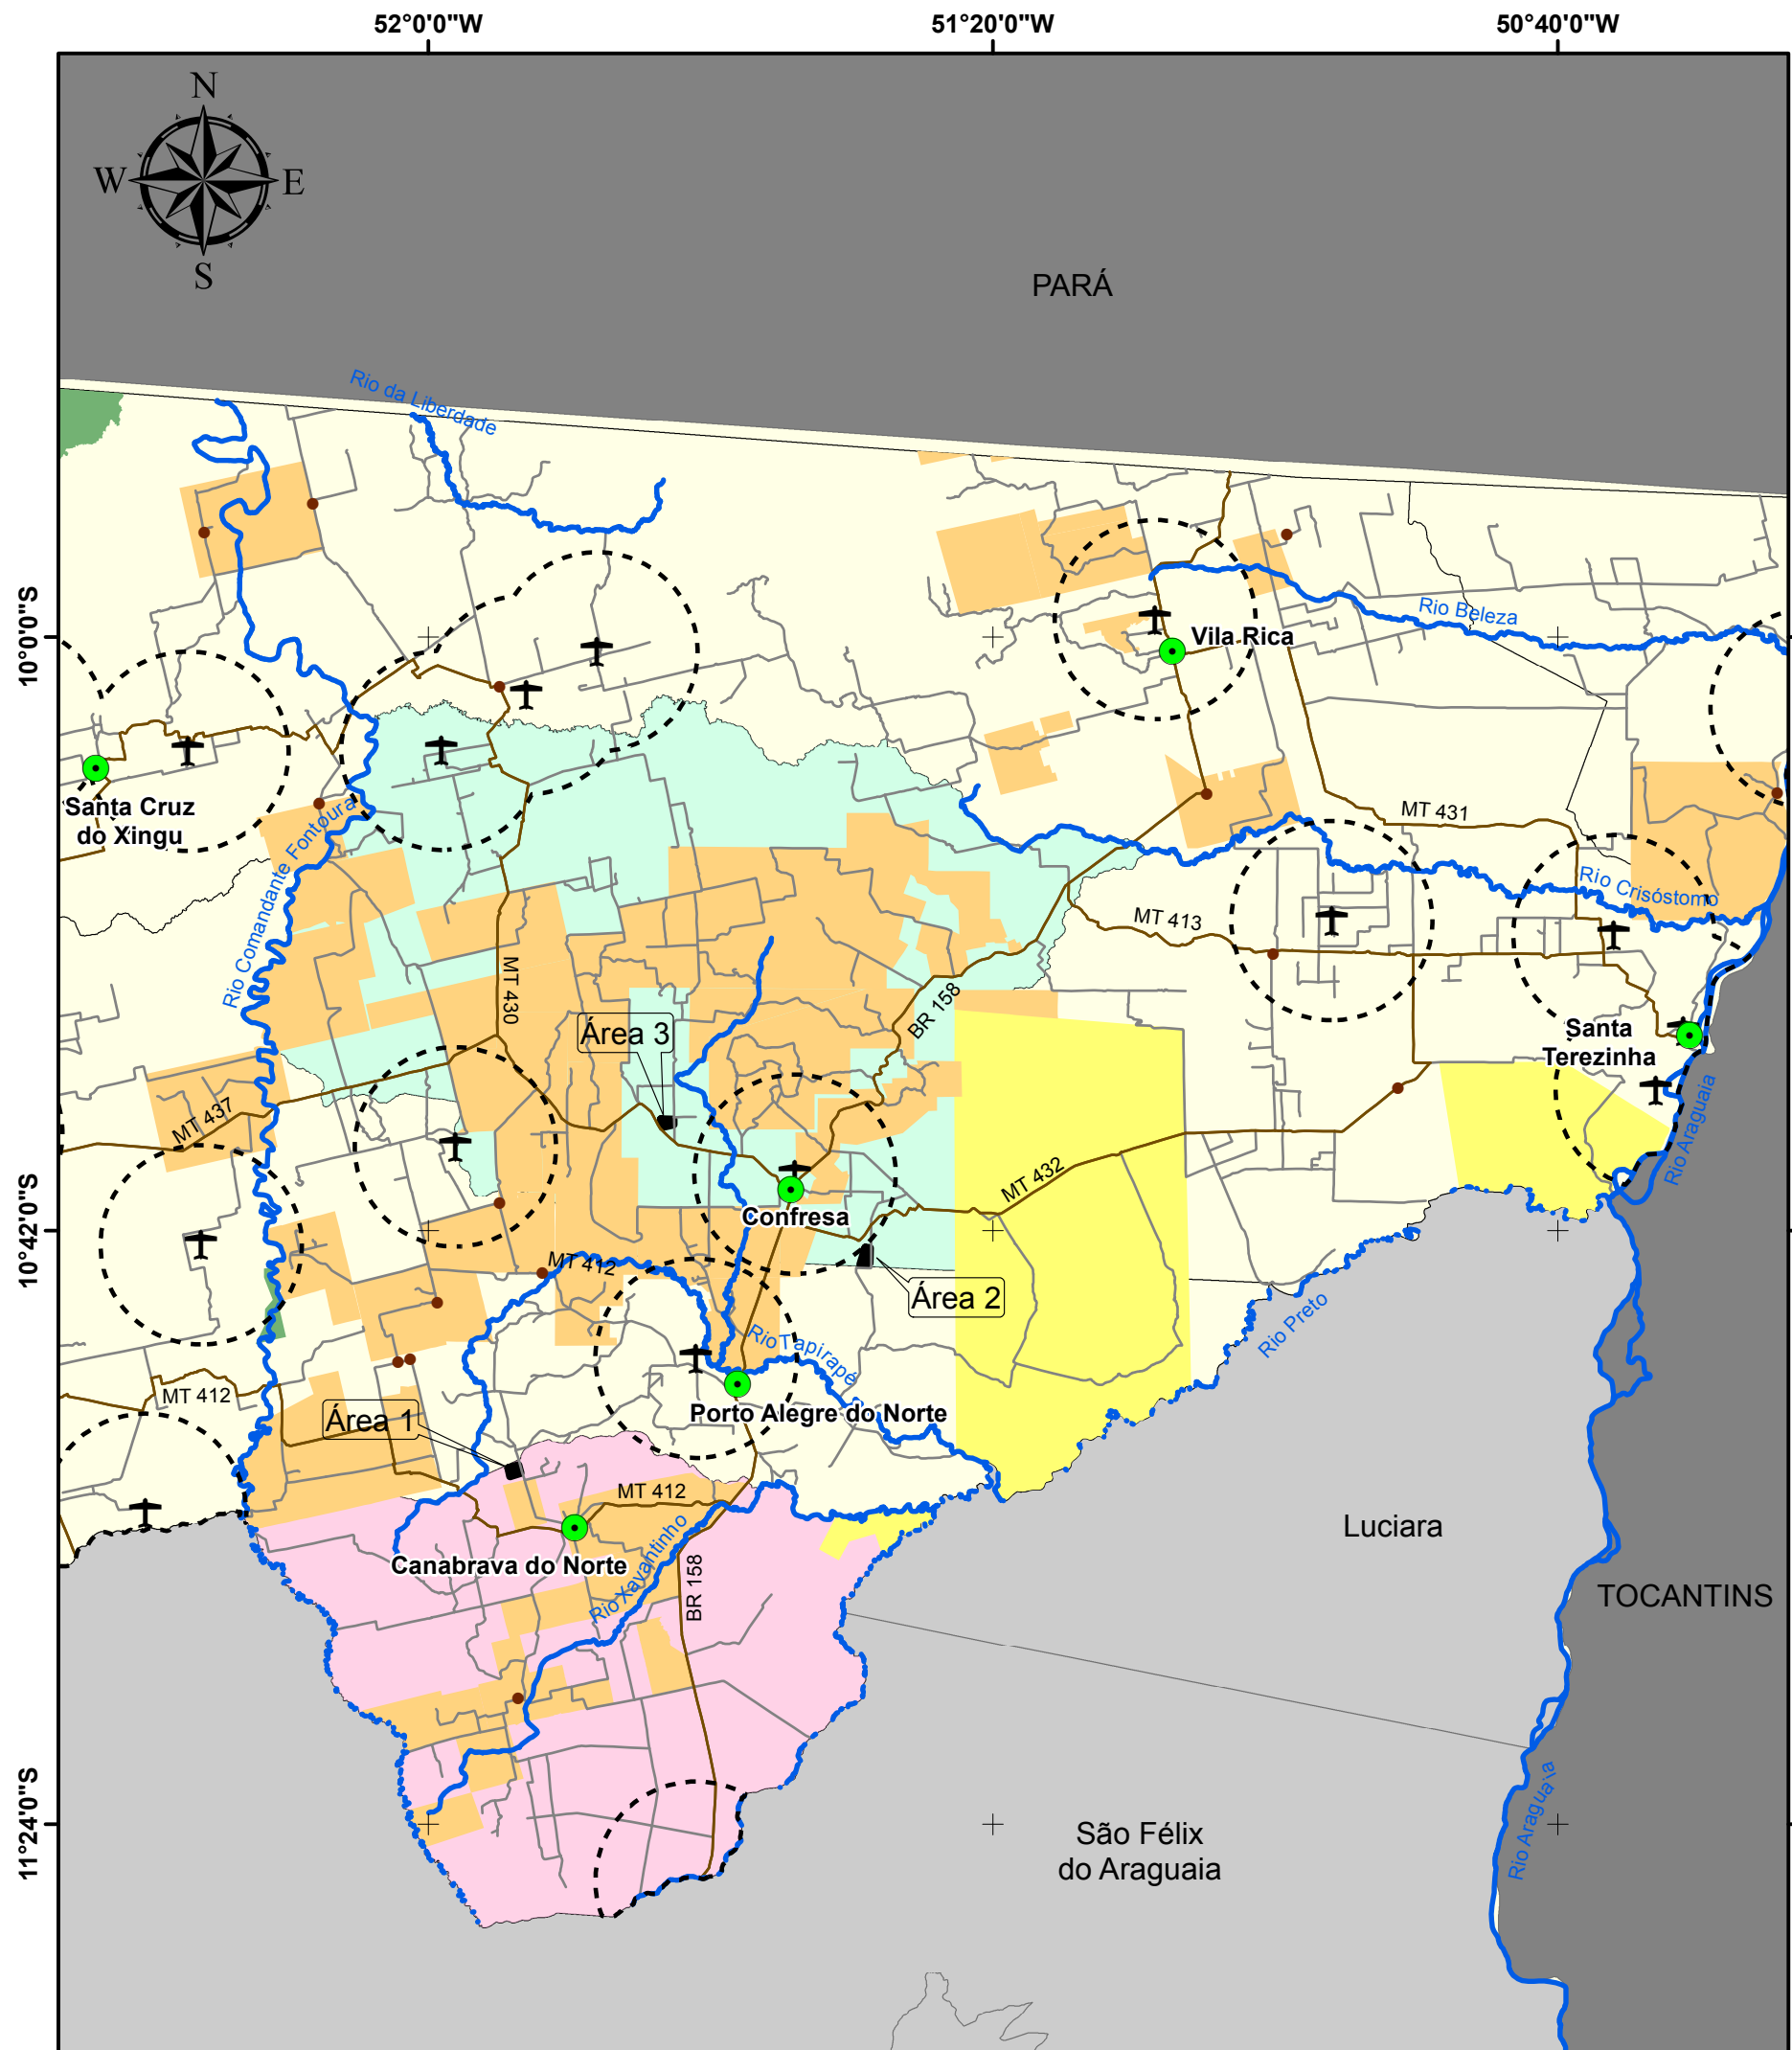 52°0'0"W
51°20'0"W
50°40'0"W
N
W
E
S
PARÁ
Rio da Liberdade
10°0'0"S
Rio Beleza
Vila Rica
Santa Cruz
do Xingu
MT 431
Rio Comandante Fontoura
Rio Crisóstomo
MT 413
MT 430
BR 158
Área 3
Santa
Terezinha
MT 437
Rio Araguaia
MT 432
Confresa
10°42'0"S
MT 412
Área 2
Rio Preto
Rio Tapirapé
MT 412
Área 1
Porto Alegre do Norte
MT 412
Luciara
Canabrava do Norte
Rio Xavantinho
BR 158
TOCANTINS
11°24'0"S
São Félix
do Araguaia
Rio Araguaia